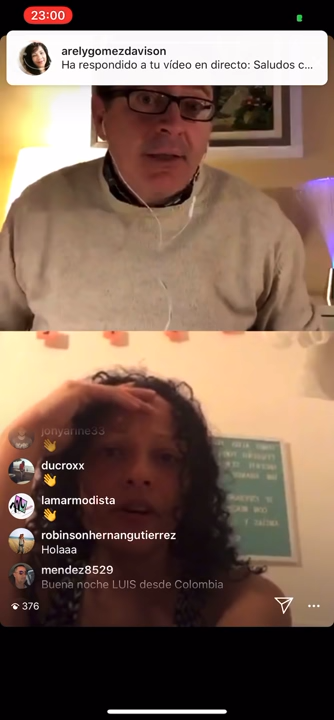 23:00
arelygomezdavison
Ha respondido a tu vídeo en directo: Saludos c...
jonyarine33
👋
ducroxx
👋
lamarmodista
👋
robinsonhernangutierrez
Holaaa
mendez8529
Buena noche LUIS desde Colombia
376